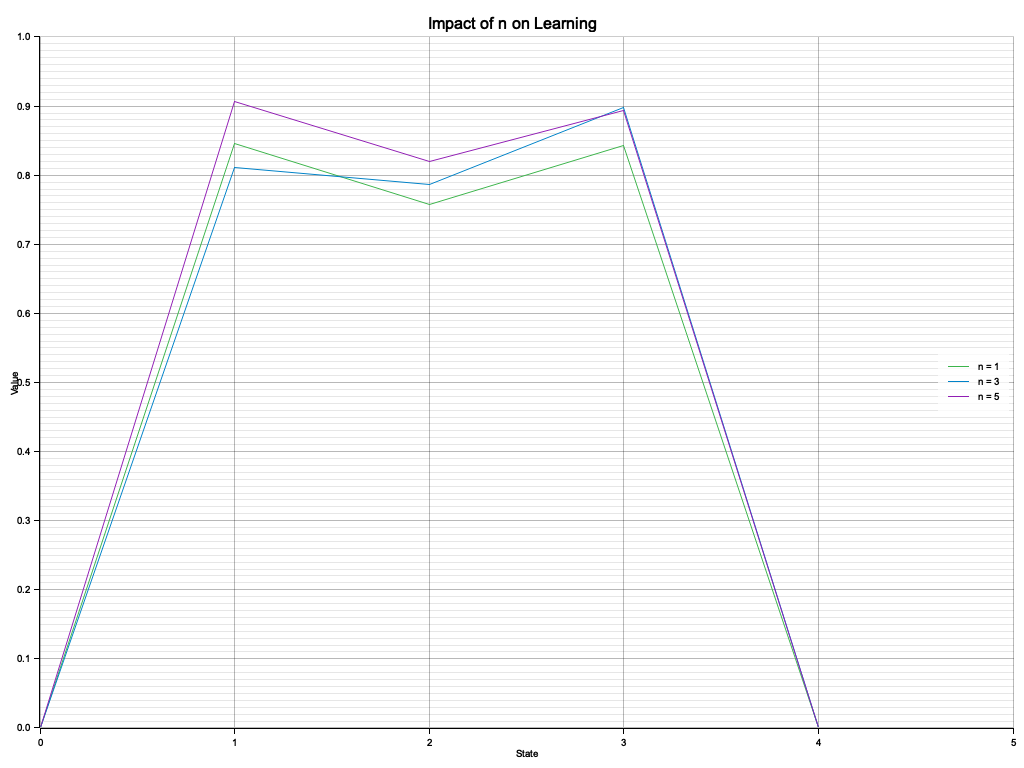 Impact of n on Learning
1.0
0.9
0.8
0.7
0.6
0.5
0.4
0.3
0.2
0.1
0.0
Value
n = 1
n = 3
n = 5
0 1 2 3 4 5
State